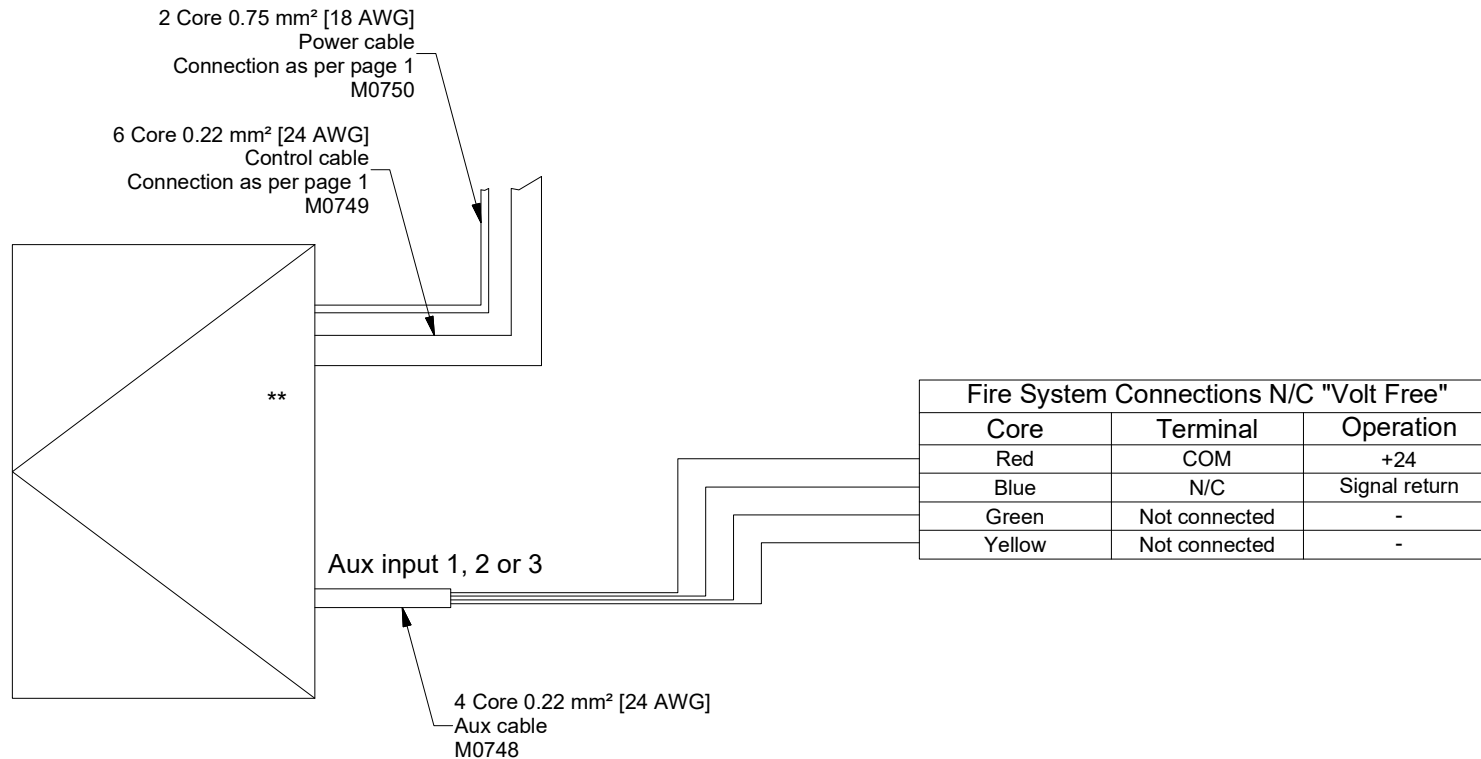 2 Core 0.75 mm² [18 AWG]
Power cable
Connection as per page 1
M0750
6 Core 0.22 mm² [24 AWG]
Control cable
Connection as per page 1
M0749
**
Fire System Connections N/C "Volt Free"
Core Terminal Operation
Red COM +24
Blue N/C Signal return
Green Not connected -
Yellow Not connected -
Aux input 1, 2 or 3
4 Core 0.22 mm² [24 AWG]
Aux cable
M0748